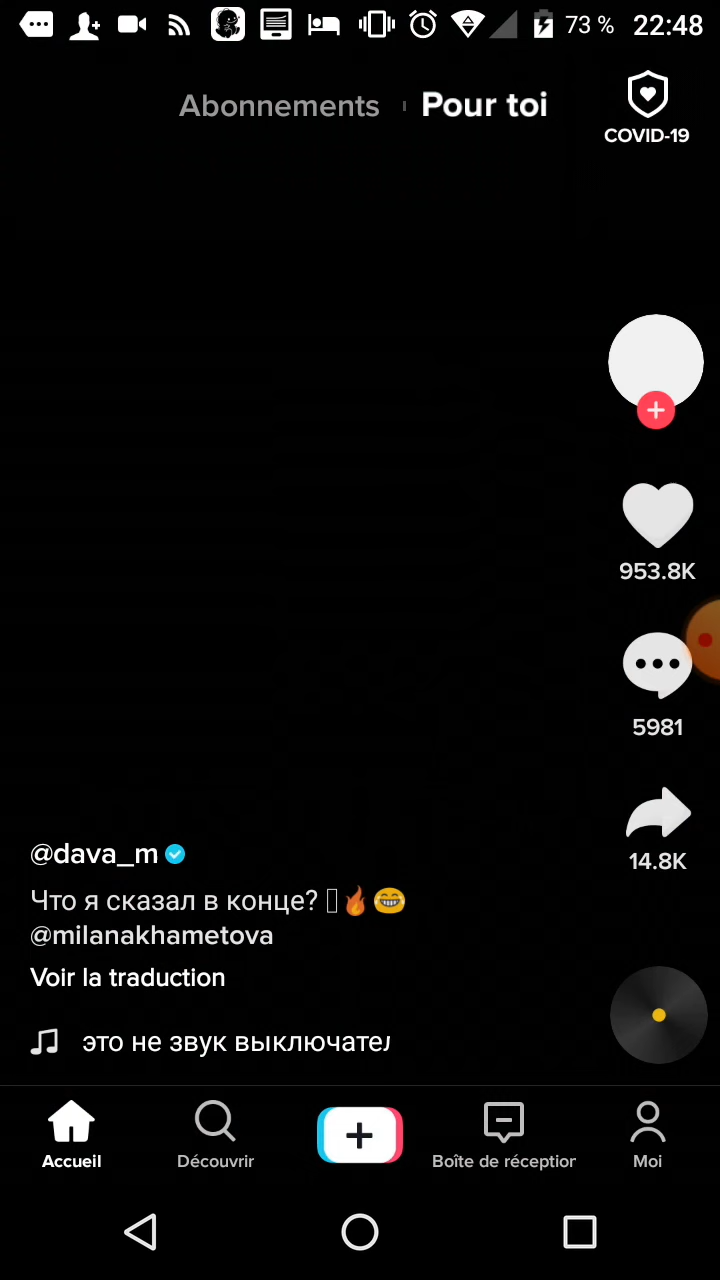 73 % 22:48
Abonnements Pour toi
COVID-19
953.8K
5981
14.8K
@dava_m
Что я сказал в конце? 🔥😂
@milanakhametova
Voir la traduction
это не звук выключател
Accueil Découvrir Boîte de réception Moi